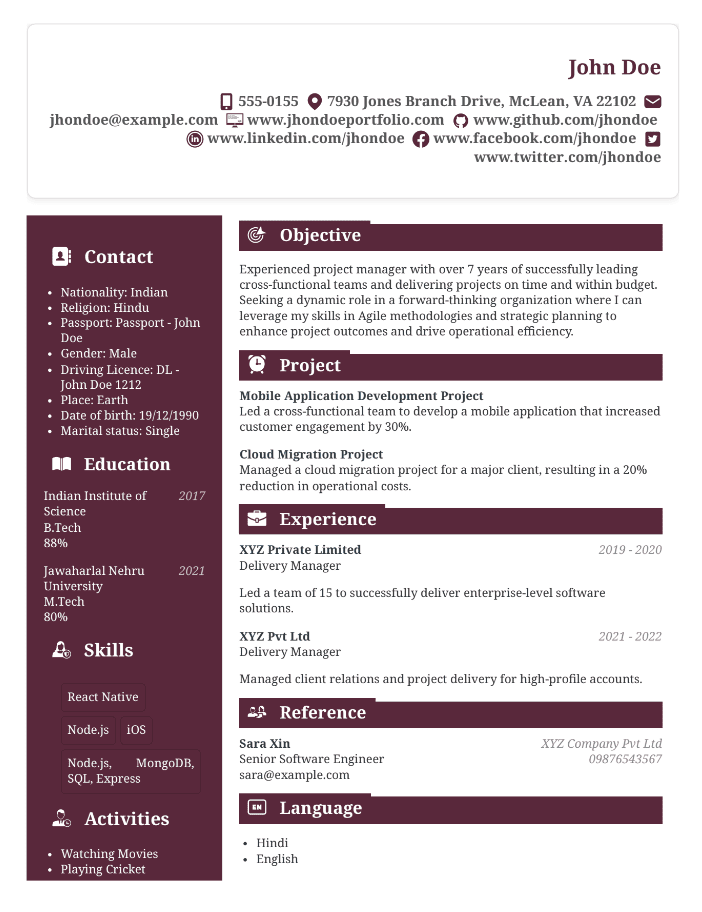 John Doe
555-0155 7930 Jones Branch Drive, McLean, VA 22102
jhondoe@example.com www.jhondoeportfolio.com www.github.com/jhondoe
www.linkedin.com/jhondoe www.facebook.com/jhondoe
www.twitter.com/jhondoe
Contact
• Nationality: Indian
• Religion: Hindu
• Passport: Passport - John
Doe
• Gender: Male
• Driving Licence: DL -
John Doe 1212
• Place: Earth
• Date of birth: 19/12/1990
• Marital status: Single
Education
Indian Institute of 2017
Science
B.Tech
88%
Jawaharlal Nehru 2021
University
M.Tech
80%
Skills
React Native
Node.js iOS
Node.js, MongoDB,
SQL, Express
Activities
• Watching Movies
• Playing Cricket
Objective
Experienced project manager with over 7 years of successfully leading
cross-functional teams and delivering projects on time and within budget.
Seeking a dynamic role in a forward-thinking organization where I can
leverage my skills in Agile methodologies and strategic planning to
enhance project outcomes and drive operational efficiency.
Project
Mobile Application Development Project
Led a cross-functional team to develop a mobile application that increased
customer engagement by 30%.
Cloud Migration Project
Managed a cloud migration project for a major client, resulting in a 20%
reduction in operational costs.
Experience
XYZ Private Limited 2019 - 2020
Delivery Manager
Led a team of 15 to successfully deliver enterprise-level software
solutions.
XYZ Pvt Ltd 2021 - 2022
Delivery Manager
Managed client relations and project delivery for high-profile accounts.
Reference
Sara Xin XYZ Company Pvt Ltd
Senior Software Engineer 09876543567
sara@example.com
EN Language
• Hindi
• English